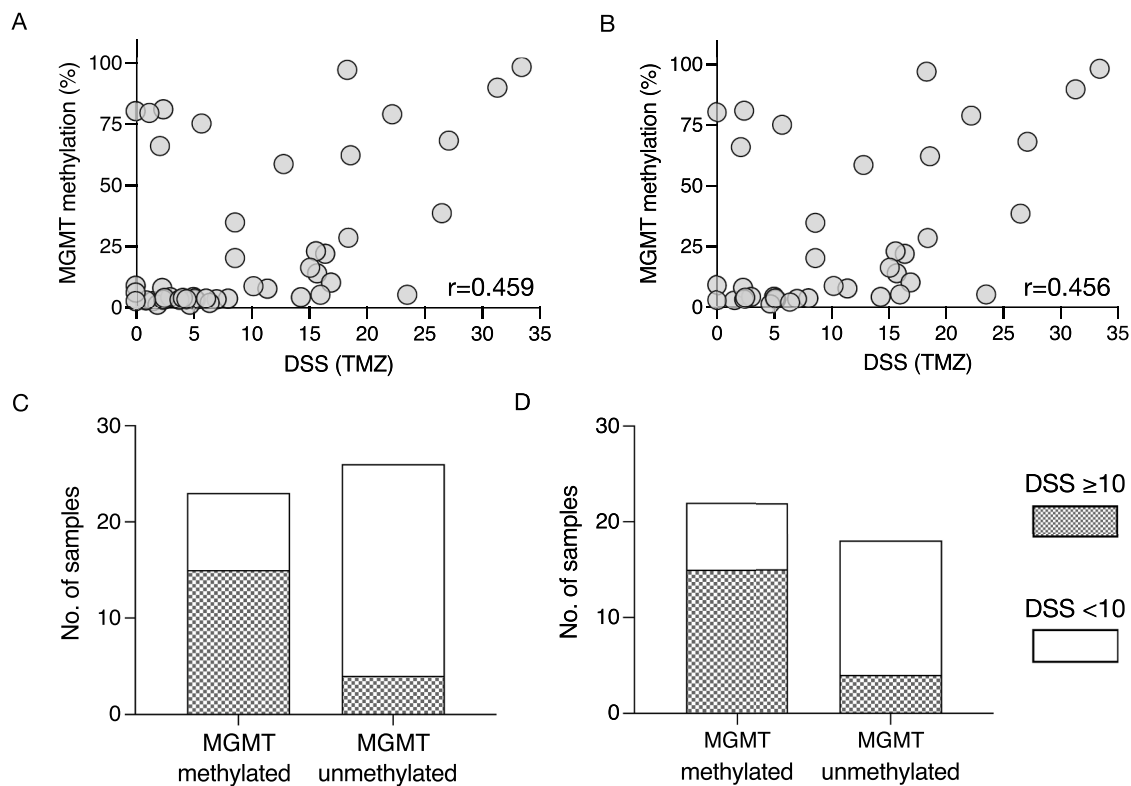 A
MGMT methylation (%)
100
75
50
25
0
0 5 10 15 20 25 30 35
DSS (TMZ)
r=0.459
B
MGMT methylation (%)
100
75
50
25
0
0 5 10 15 20 25 30 35
DSS (TMZ)
r=0.456
C
No. of samples
30
20
10
0
MGMT
methylated
MGMT
unmethylated
D
No. of samples
30
20
10
0
MGMT
methylated
MGMT
unmethylated
DSS ≥10
DSS <10